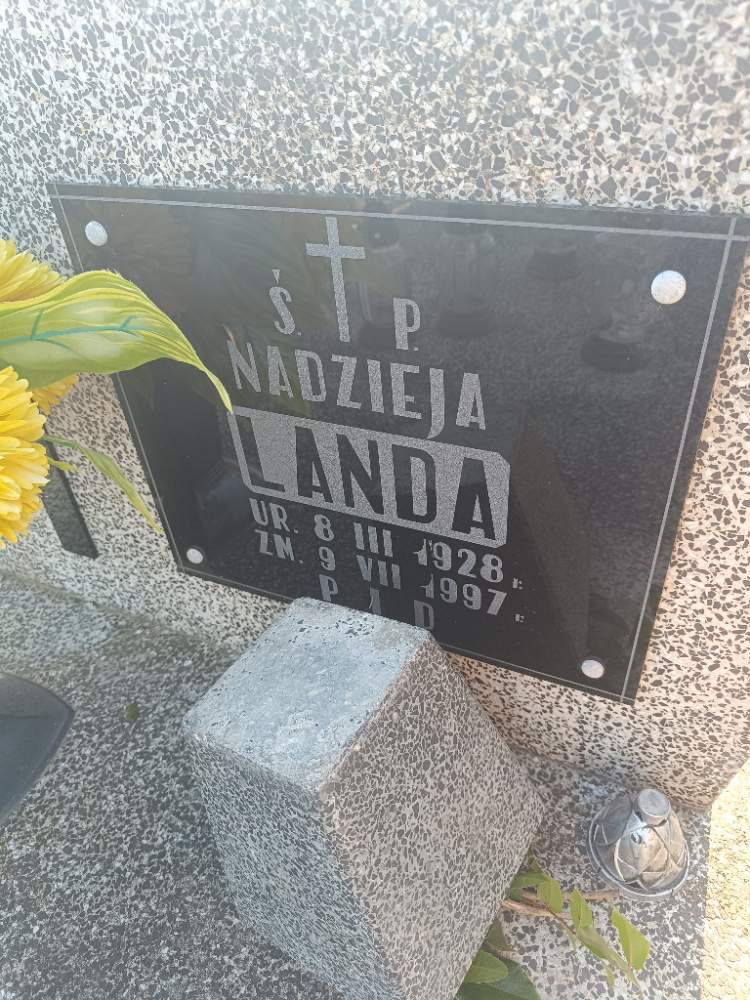 Ś. P.
NADZIEJA
LANDA
UR. 8 III 1928 r.
ZM. 9 VII 1997 r.
P. J. D